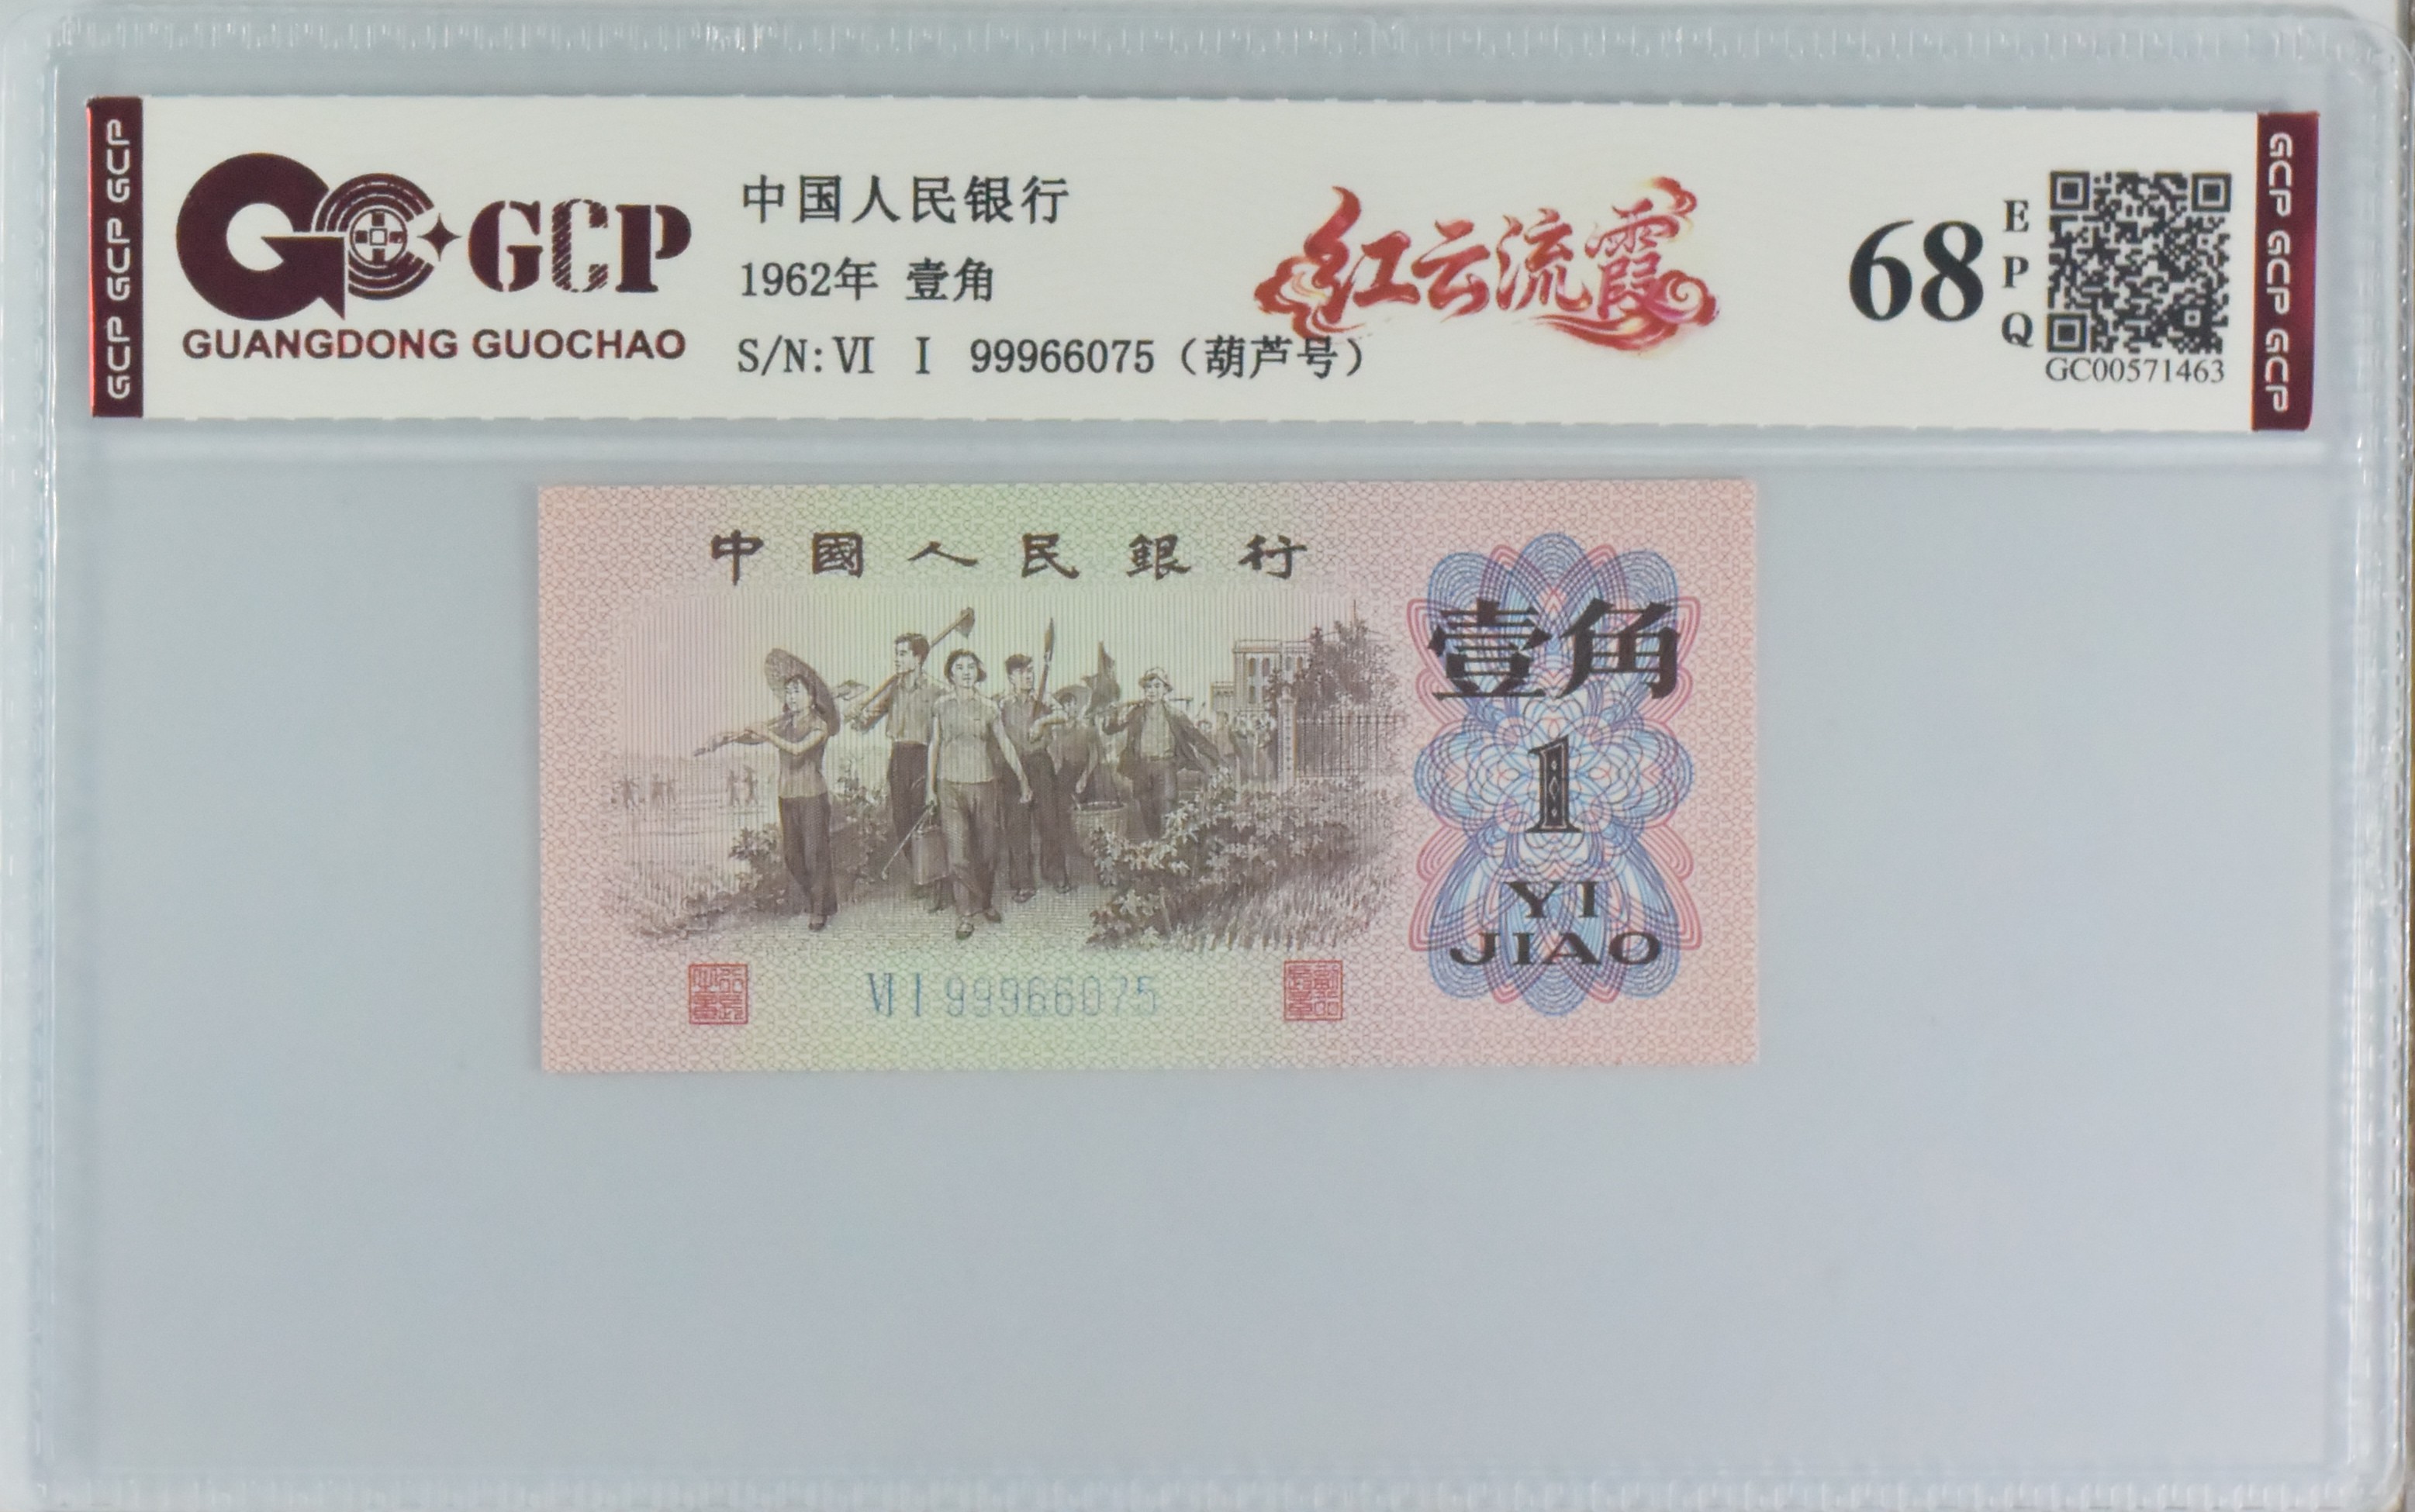 GCP GCP GCP
GCP
GUANGDONG GUOCHAO
中国人民银行
1962年 壹角
S/N:Ⅵ Ⅰ 99966075（葫芦号）
红云流霞
68
EPQ
GC00571463
GCP GCP GCP
中國人民銀行
壹角
1
YI
JIAO
Ⅵ Ⅰ 99966075